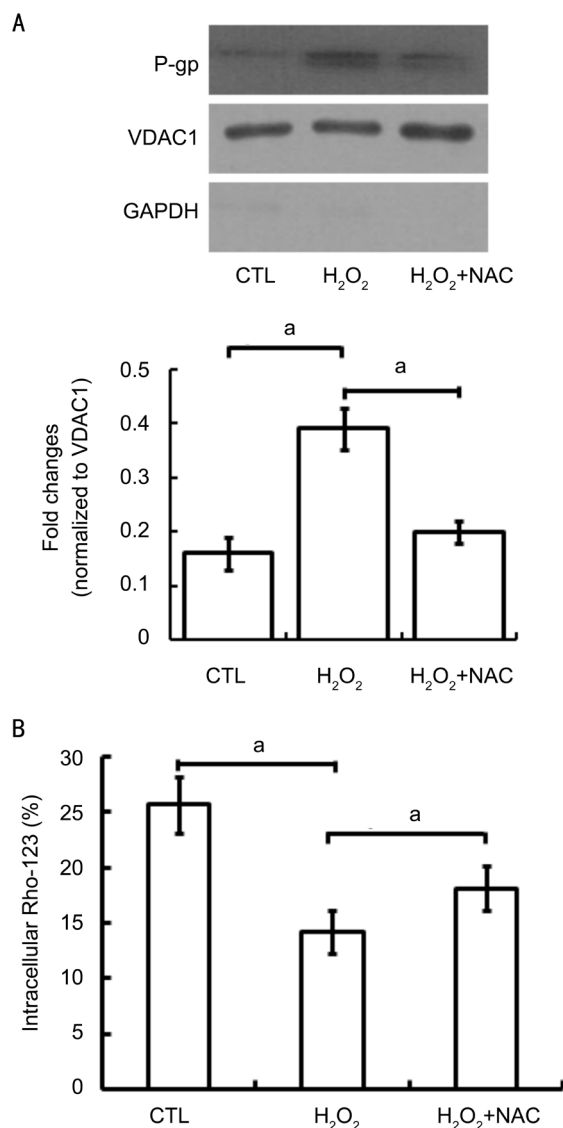 A
P-gp
VDAC1
GAPDH
CTL H₂O₂ H₂O₂+NAC
a
a
Fold changes
(normalized to VDAC1)
0.5
0.4
0.3
0.2
0.1
0
CTL H₂O₂ H₂O₂+NAC
B
a
a
Intracellular Rho-123 (%)
30
25
20
15
10
5
0
CTL H₂O₂ H₂O₂+NAC